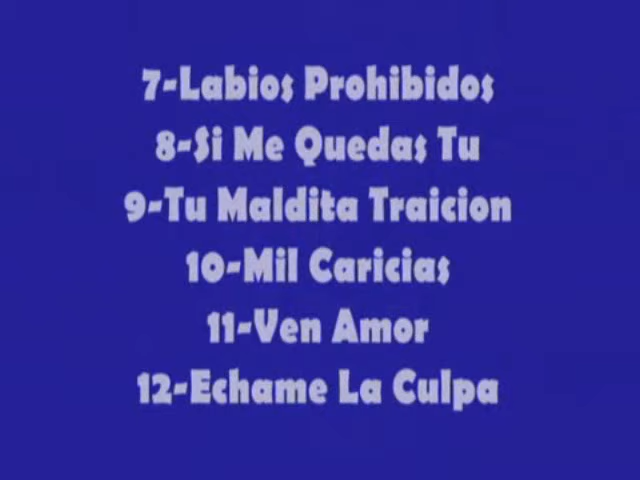 7-Labios Prohibidos
8-Si Me Quedas Tu
9-Tu Maldita Traicion
10-Mil Caricias
11-Ven Amor
12-Echame La Culpa